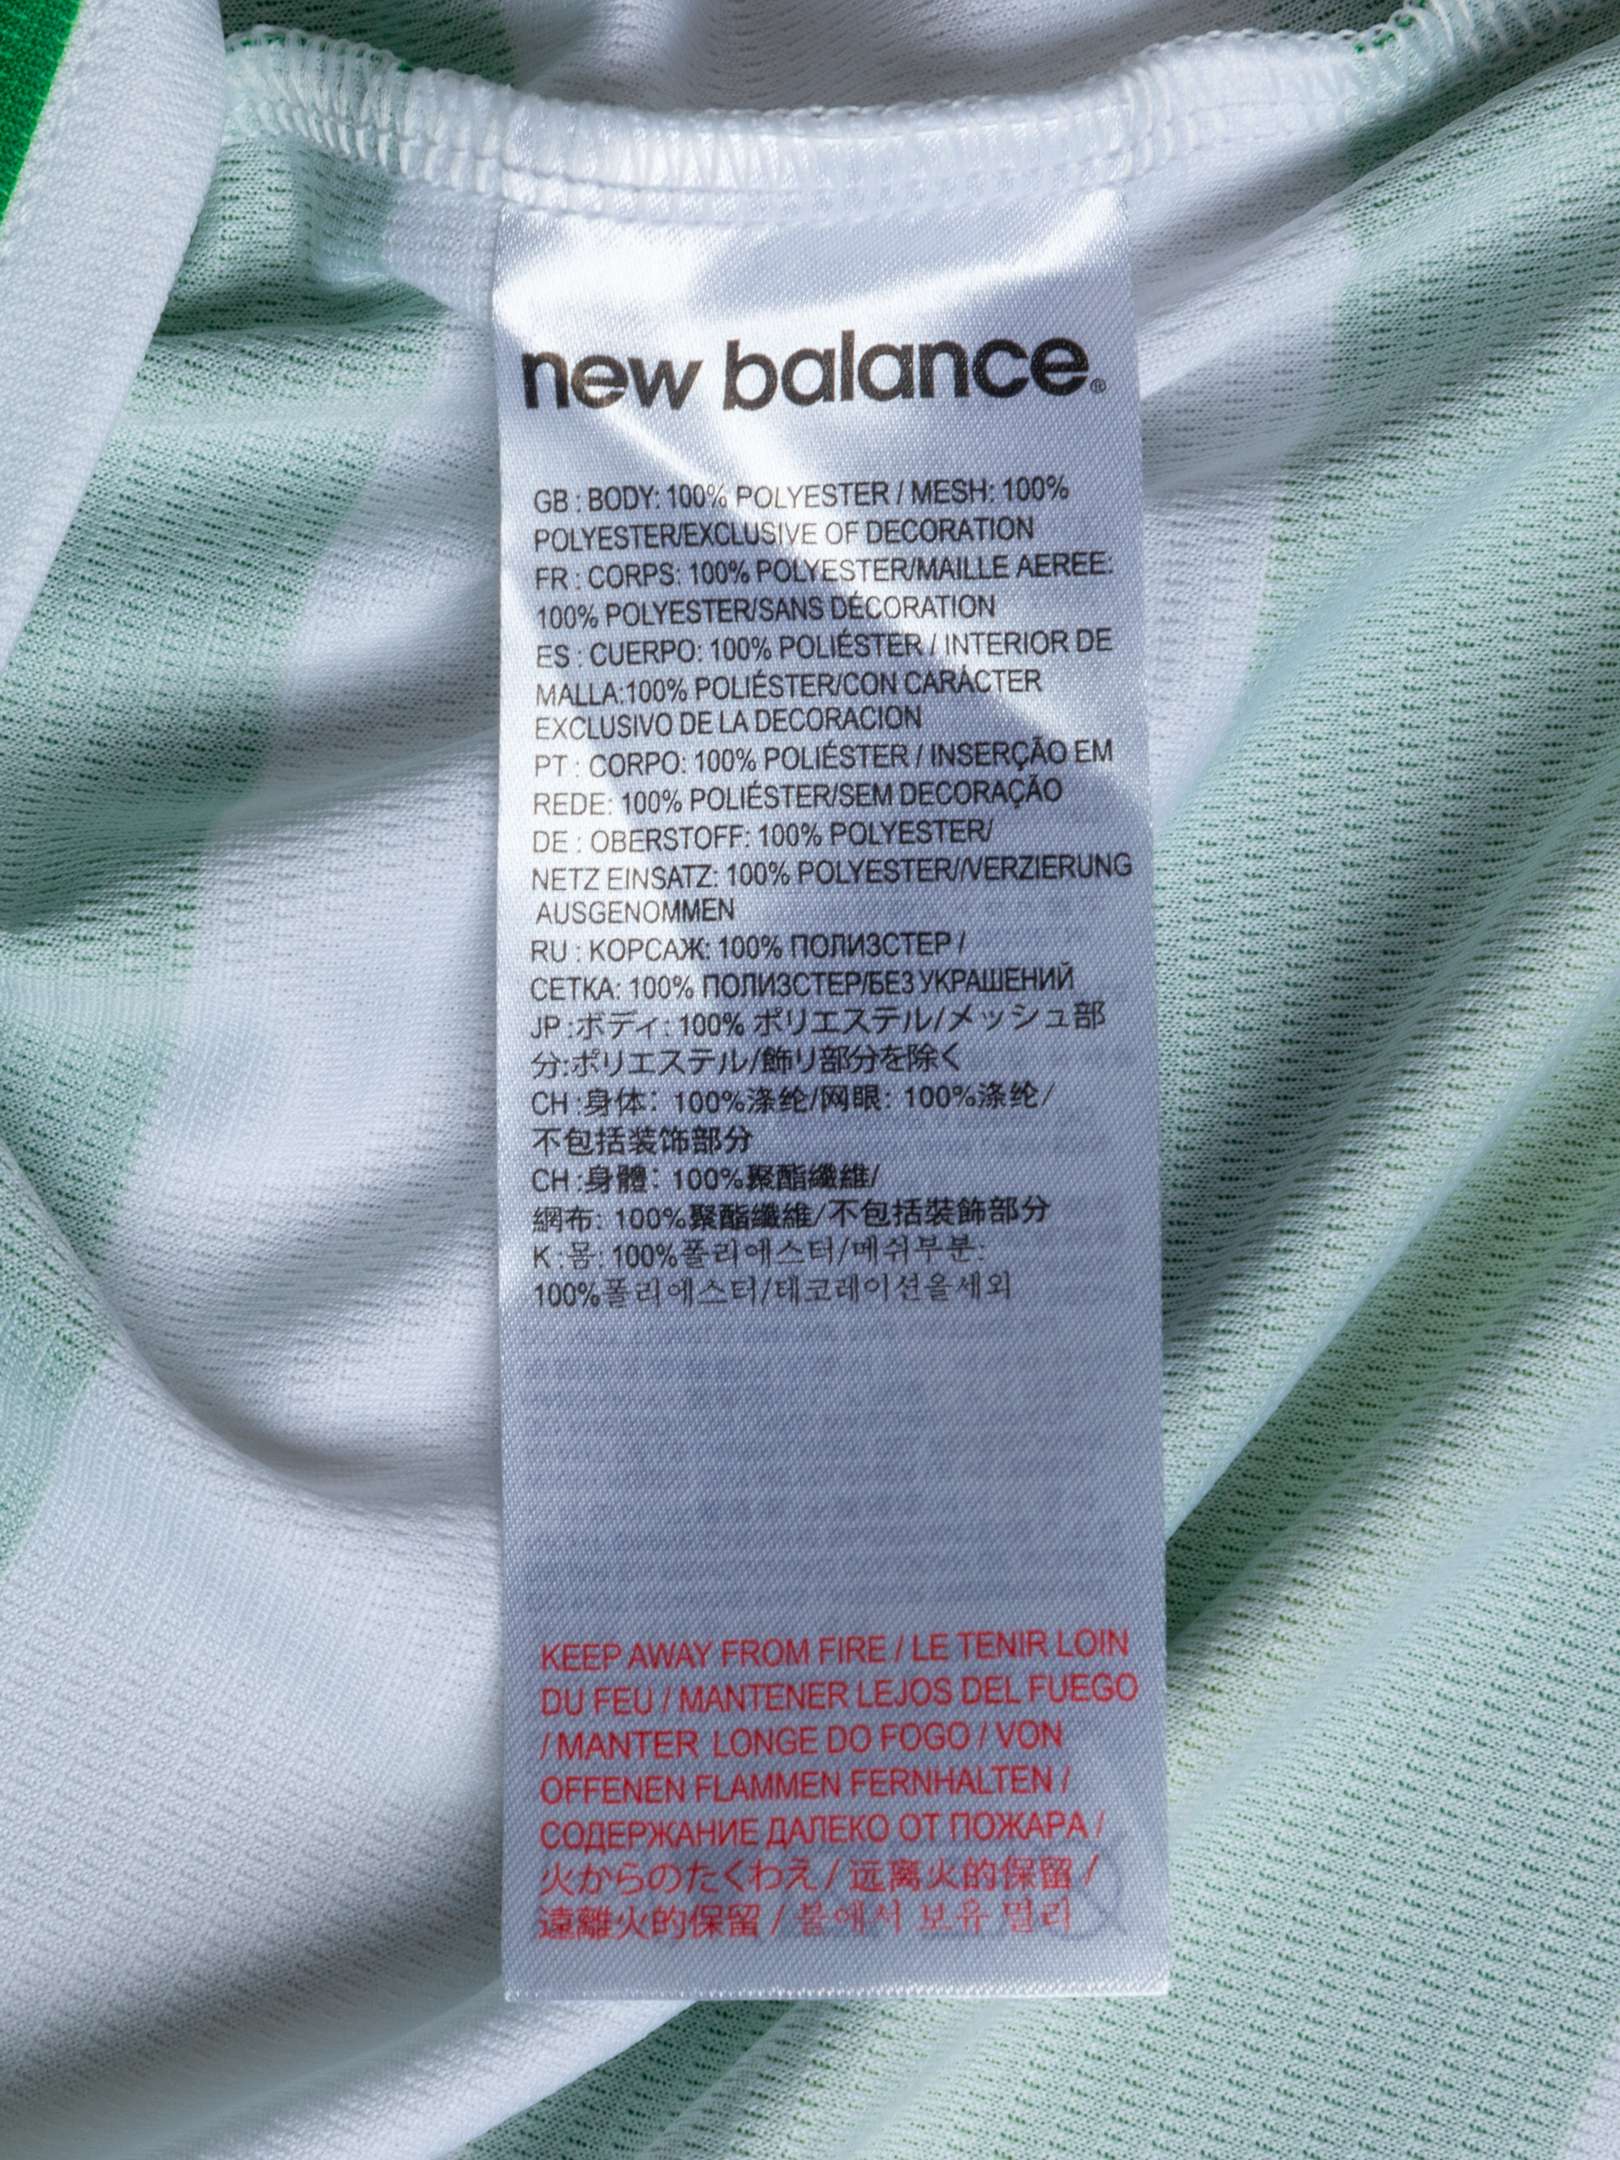 new balance®
GB : BODY: 100% POLYESTER / MESH: 100%
POLYESTER/EXCLUSIVE OF DECORATION
FR : CORPS: 100% POLYESTER/MAILLE AEREE:
100% POLYESTER/SANS DÉCORATION
ES : CUERPO: 100% POLIÉSTER / INTERIOR DE
MALLA:100% POLIÉSTER/CON CARÁCTER
EXCLUSIVO DE LA DECORACION
PT : CORPO: 100% POLIÉSTER / INSERÇÃO EM
REDE: 100% POLIÉSTER/SEM DECORAÇÃO
DE : OBERSTOFF: 100% POLYESTER/
NETZ EINSATZ: 100% POLYESTER//VERZIERUNG
AUSGENOMMEN
RU : КОРСАЖ: 100% ПОЛИЗСТЕР /
СЕТКА: 100% ПОЛИЗСТЕР/БЕЗ УКРАШЕНИЙ
JP :ボディ: 100% ポリエステル/メッシュ部
分:ポリエステル/飾り部分を除く
CH :身体: 100%涤纶/网眼: 100%涤纶/
不包括装饰部分
CH :身體: 100%聚酯纖維/
網布: 100%聚酯纖維/不包括裝飾部分
K :몸: 100%폴리에스터/메쉬부분:
100%폴리에스터/데코레이션을세외
KEEP AWAY FROM FIRE / LE TENIR LOIN
DU FEU / MANTENER LEJOS DEL FUEGO
/ MANTER LONGE DO FOGO / VON
OFFENEN FLAMMEN FERNHALTEN /
СОДЕРЖАНИЕ ДАЛЕКО ОТ ПОЖАРА /
火からのたくわえ / 远离火的保留 /
遠離火的保留 / 불에서 보유 멀리